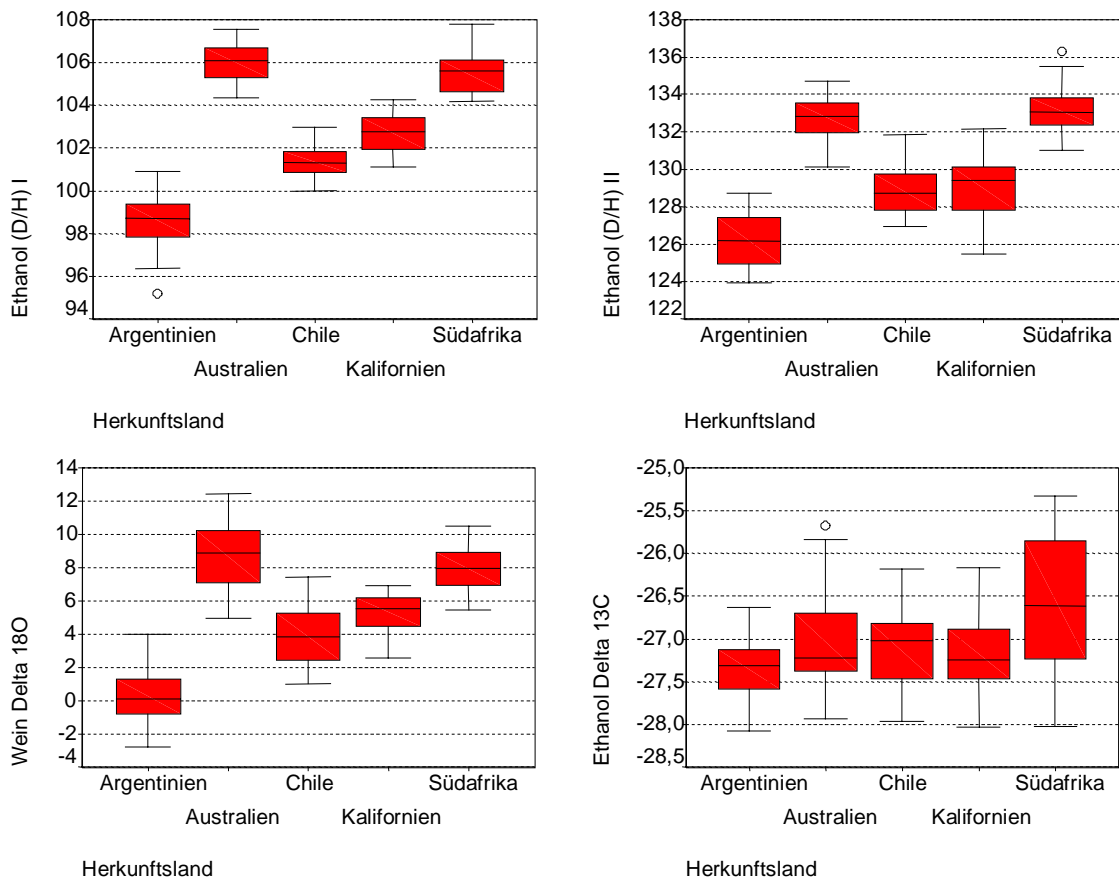 Ethanol (D/H) I
108
106
104
102
100
98
96
94
Argentinien Chile Südafrika
Australien Kalifornien
Herkunftsland
Ethanol (D/H) II
138
136
134
132
130
128
126
124
122
Argentinien Chile Südafrika
Australien Kalifornien
Herkunftsland
Wein Delta 18O
14
12
10
8
6
4
2
0
-2
-4
Argentinien Chile Südafrika
Australien Kalifornien
Herkunftsland
Ethanol Delta 13C
-25,0
-25,5
-26,0
-26,5
-27,0
-27,5
-28,0
-28,5
Argentinien Chile Südafrika
Australien Kalifornien
Herkunftsland